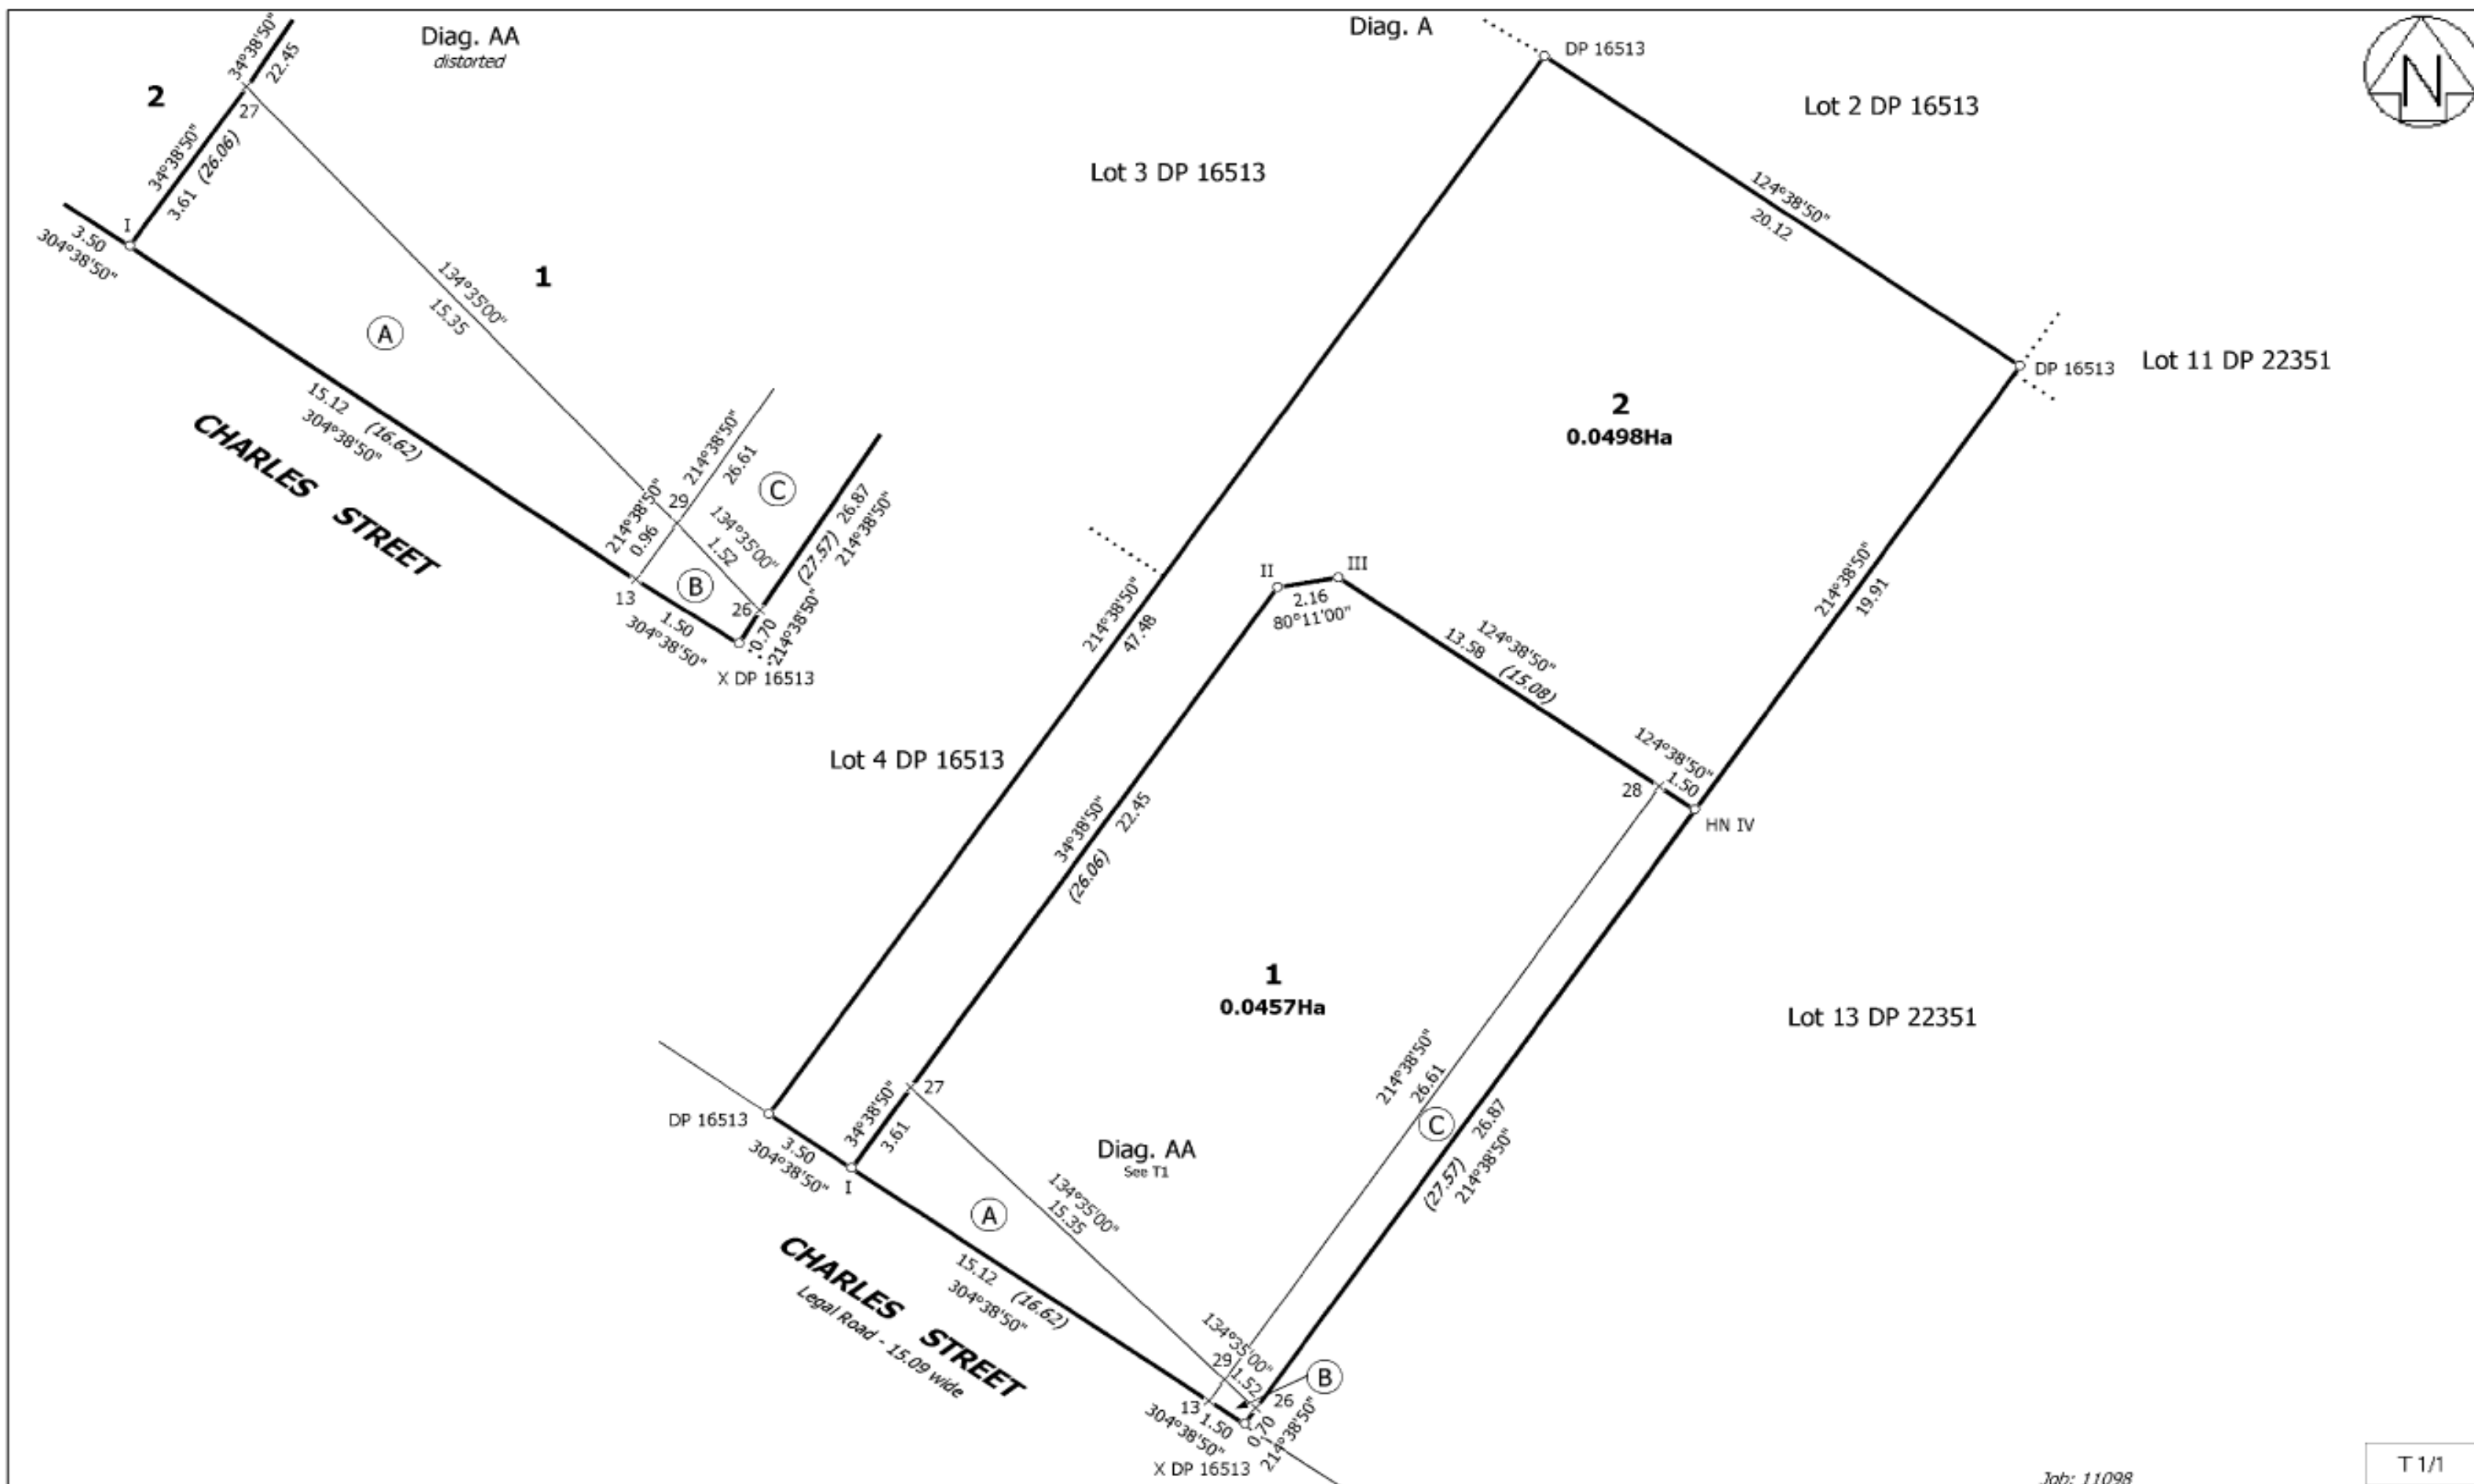 Diag. AA
distorted
34°38'50"
22.45
2
27
34°38'50"
3.61 (26.06)
I
3.50
304°38'50"
134°35'00"
15.35
1
A
15.12 (16.62)
304°38'50"
CHARLES STREET
214°38'50"
26.61
29
214°38'50"
0.96
C
134°35'00"
1.52
(27.57) 26.87
214°38'50"
B
13
26
1.50
304°38'50"
0.70
214°38'50"
X DP 16513
Diag. A
DP 16513
N
Lot 2 DP 16513
Lot 3 DP 16513
124°38'50"
20.12
DP 16513
Lot 11 DP 22351
2
0.0498Ha
214°38'50"
47.48
II
III
2.16
80°11'00"
214°38'50"
19.91
124°38'50"
13.58 (15.08)
124°38'50"
1.50
28
HN IV
Lot 4 DP 16513
34°38'50"
22.45
(26.06)
1
0.0457Ha
Lot 13 DP 22351
214°38'50"
26.61
C
(27.57) 26.87
214°38'50"
27
34°38'50"
3.61
DP 16513
3.50
304°38'50"
I
Diag. AA
See T1
134°35'00"
15.35
A
15.12 (16.62)
304°38'50"
CHARLES STREET
Legal Road - 15.09 wide
134°35'00"
29
1.52
B
13
26
1.50
304°38'50"
0.70
214°38'50"
X DP 16513
Job: 11098
T 1/1